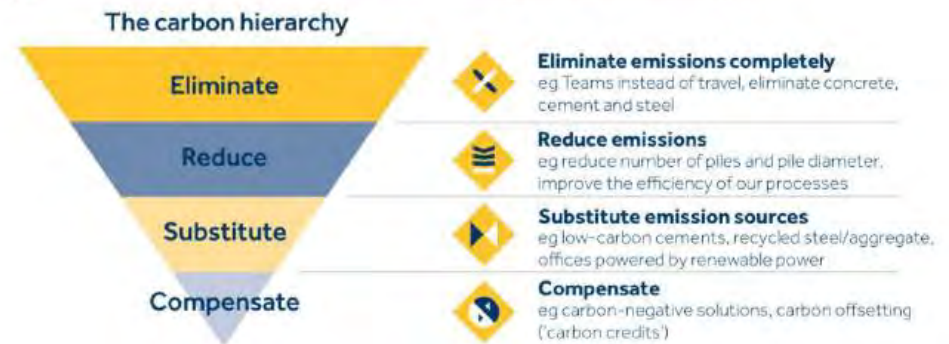 The carbon hierarchy
Eliminate
Eliminate emissions completely
eg Teams instead of travel, eliminate concrete,
cement and steel
Reduce
Reduce emissions
eg reduce number of piles and pile diameter,
improve the efficiency of our processes
Substitute
Substitute emission sources
eg low-carbon cements, recycled steel/aggregate,
offices powered by renewable power
Compensate
Compensate
eg carbon-negative solutions, carbon offsetting
('carbon credits')